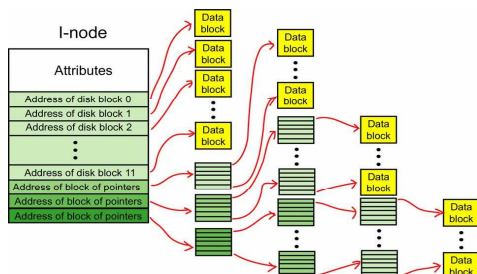 I-node
Attributes
Address of disk block 0
Address of disk block 1
Address of disk block 2
Address of disk block 11
Address of block of pointers
Address of block of pointers
Address of block of pointers
Data
block
Data
block
Data
block
Data
block
Data
block
Data
block
Data
block
Data
block
Data
block
Data
block